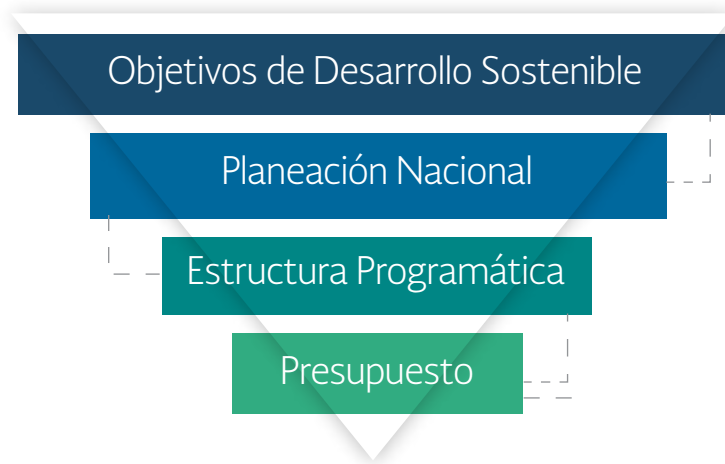 Objetivos de Desarrollo Sostenible
Planeación Nacional
Estructura Programática
Presupuesto